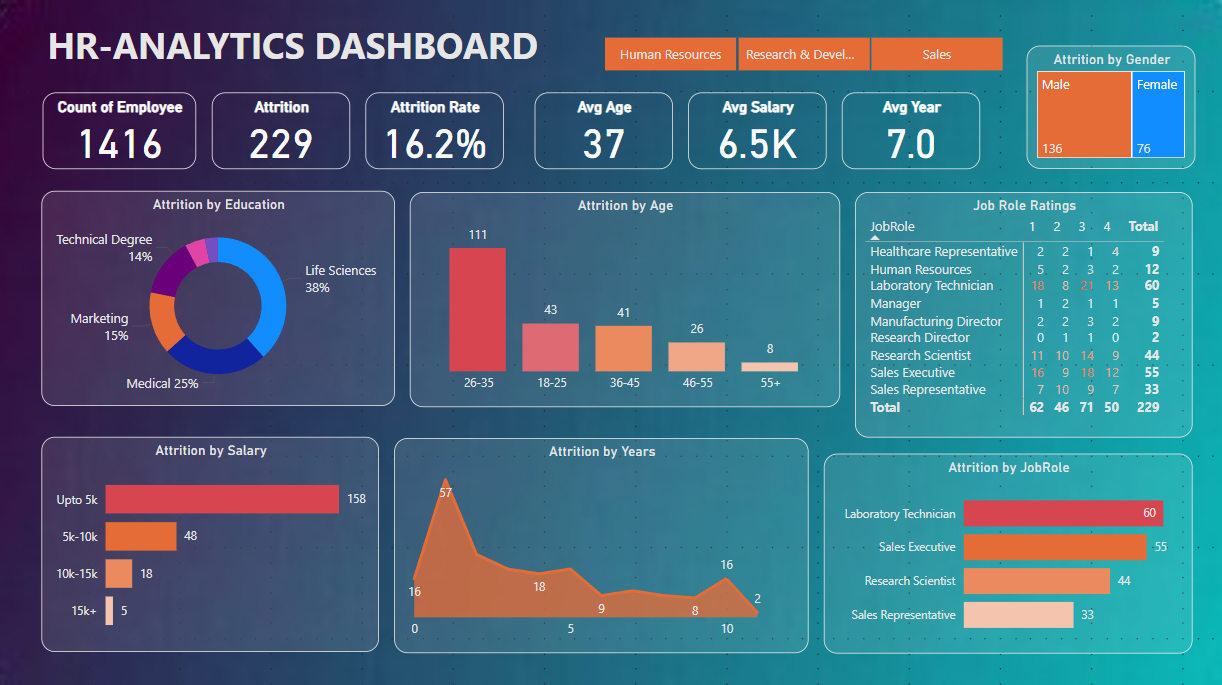 HR-ANALYTICS DASHBOARD
Human Resources
Research & Devel...
Sales
Count of Employee
1416
Attrition
229
Attrition Rate
16.2%
Avg Age
37
Avg Salary
6.5K
Avg Year
7.0
Attrition by Gender
Male
Female
136
76
Attrition by Education
Technical Degree
14%
Life Sciences
38%
Marketing
15%
Medical 25%
Attrition by Age
111
43
41
26
8
26-35 18-25 36-45 46-55 55+
Job Role Ratings
JobRole 1 2 3 4 Total
Healthcare Representative 2 2 1 4 9
Human Resources 5 2 3 2 12
Laboratory Technician 18 8 21 13 60
Manager 1 2 1 1 5
Manufacturing Director 2 2 3 2 9
Research Director 0 1 1 0 2
Research Scientist 11 10 14 9 44
Sales Executive 16 9 18 12 55
Sales Representative 7 10 9 7 33
Total 62 46 71 50 229
Attrition by Salary
Upto 5k 158
5k-10k 48
10k-15k 18
15k+ 5
Attrition by Years
57
16
18
9
8
16
2
0 5 10
Attrition by JobRole
Laboratory Technician 60
Sales Executive 55
Research Scientist 44
Sales Representative 33